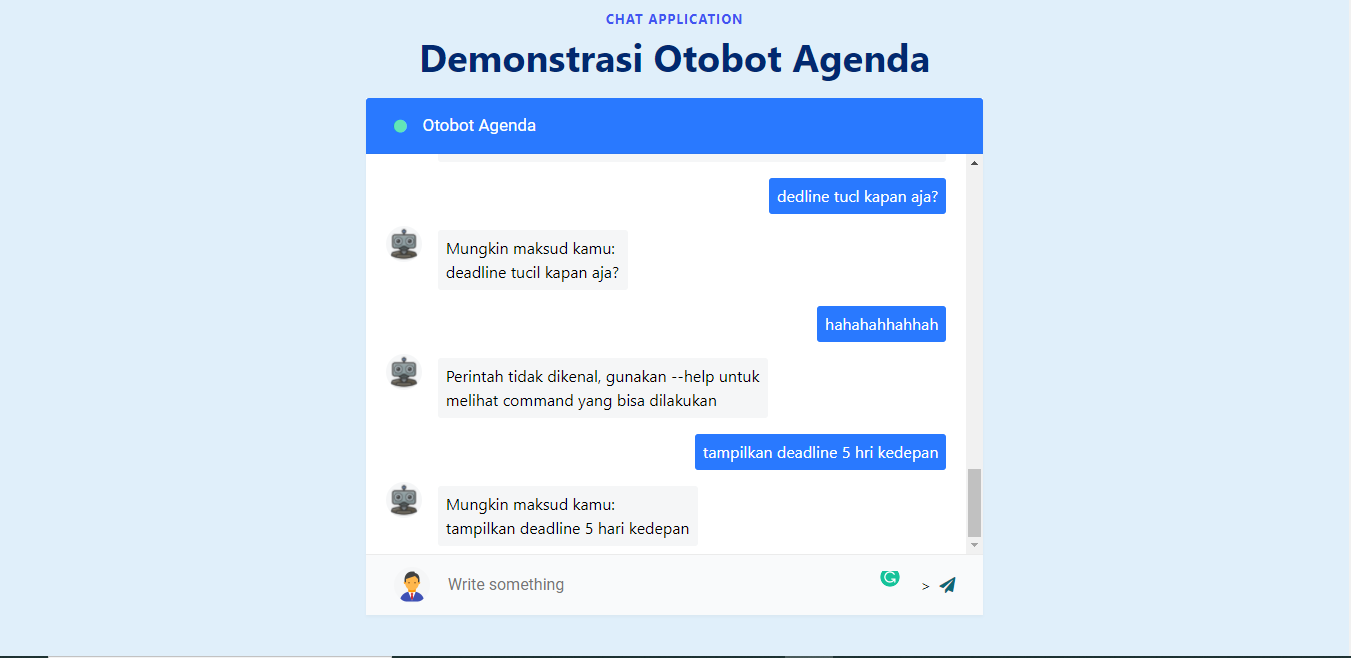 CHAT APPLICATION
Demonstrasi Otobot Agenda
Otobot Agenda
dedline tucl kapan aja?
Mungkin maksud kamu:
deadline tucil kapan aja?
hahahahhahhah
Perintah tidak dikenal, gunakan --help untuk
melihat command yang bisa dilakukan
tampilkan deadline 5 hri kedepan
Mungkin maksud kamu:
tampilkan deadline 5 hari kedepan
Write something
>